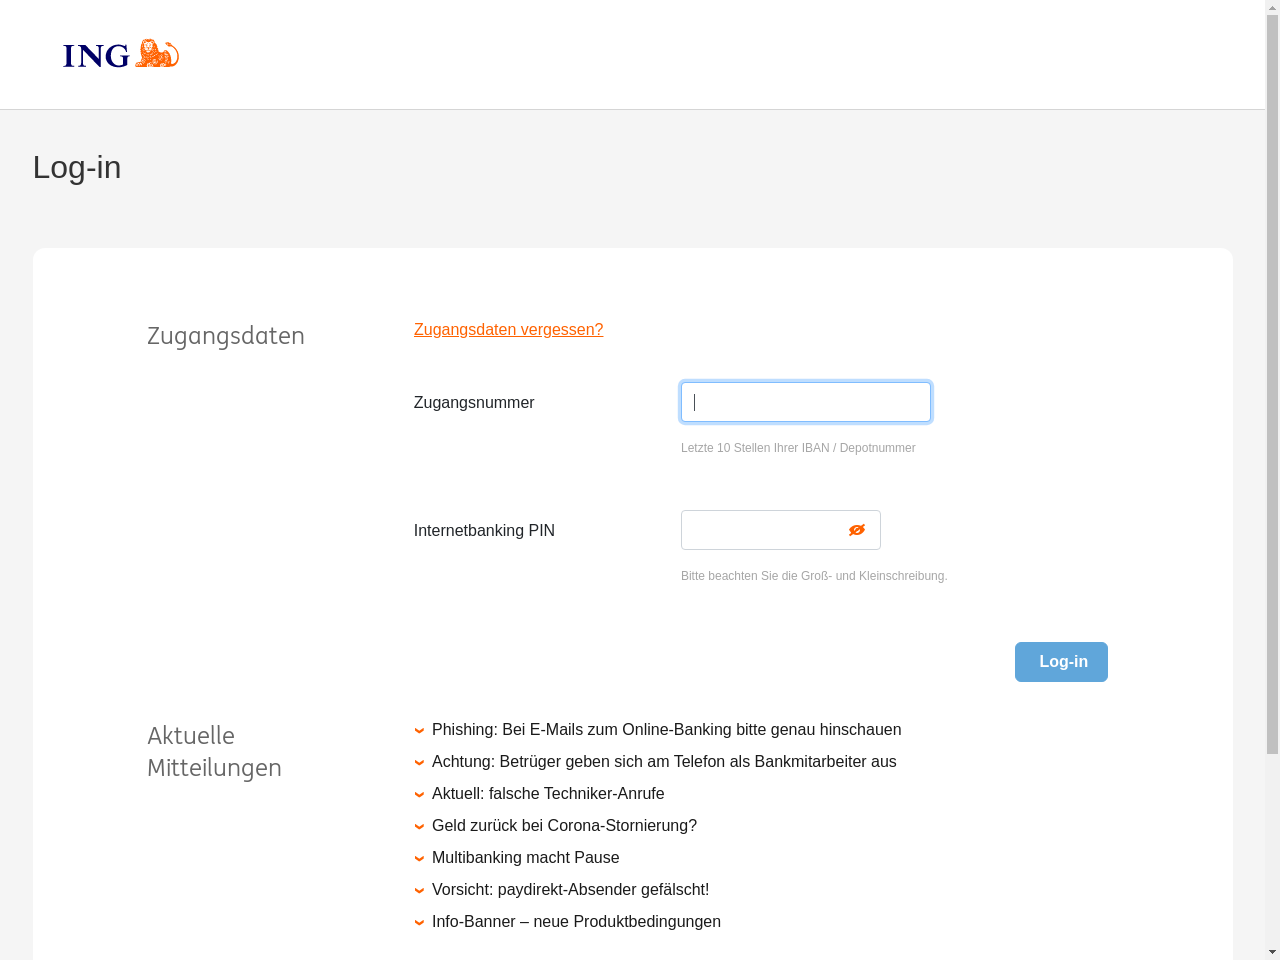 ING
Log-in
Zugangsdaten
Zugangsdaten vergessen?
Zugangsnummer
Letzte 10 Stellen Ihrer IBAN / Depotnummer
Internetbanking PIN
Bitte beachten Sie die Groß- und Kleinschreibung.
Log-in
Aktuelle
Mitteilungen
Phishing: Bei E-Mails zum Online-Banking bitte genau hinschauen
Achtung: Betrüger geben sich am Telefon als Bankmitarbeiter aus
Aktuell: falsche Techniker-Anrufe
Geld zurück bei Corona-Stornierung?
Multibanking macht Pause
Vorsicht: paydirekt-Absender gefälscht!
Info-Banner – neue Produktbedingungen